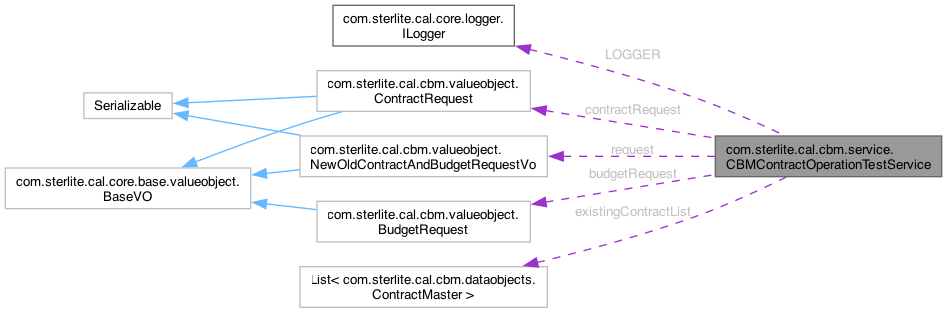 com.sterlite.cal.core.logger.
ILogger
LOGGER
com.sterlite.cal.cbm.valueobject.
ContractRequest
Serializable
contractRequest
com.sterlite.cal.cbm.valueobject.
NewOldContractAndBudgetRequestVo
request
com.sterlite.cal.cbm.service.
CBMContractOperationTestService
com.sterlite.cal.core.base.valueobject.
BaseVO
budgetRequest
com.sterlite.cal.cbm.valueobject.
BudgetRequest
existingContractList
List< com.sterlite.cal.cbm.dataobjects.
ContractMaster >